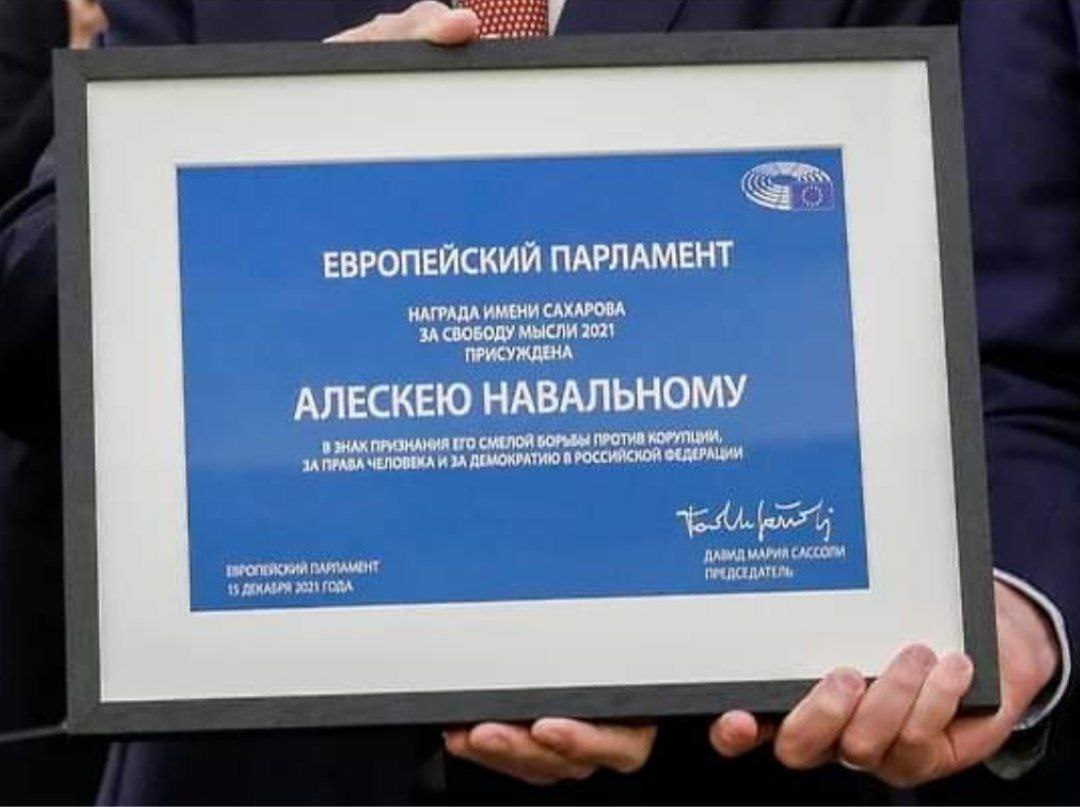 ЕВРОПЕЙСКИЙ ПАРЛАМЕНТ
НАГРАДА ИМЕНИ САХАРОВА
ЗА СВОБОДУ МЫСЛИ 2021
ПРИСУЖДЕНА
АЛЕСКЕЮ НАВАЛЬНОМУ
В ЗНАК ПРИЗНАНИЯ ЕГО СМЕЛОЙ БОРЬБЫ ПРОТИВ КОРУПЦИИ,
ЗА ПРАВА ЧЕЛОВЕКА И ЗА ДЕМОКРАТИЮ В РОССИЙСКОЙ ФЕДЕРАЦИИ
ДАВИД МАРИЯ САССОЛИ
ПРЕДСЕДАТЕЛЬ
ЕВРОПЕЙСКИЙ ПАРЛАМЕНТ
15 ДЕКАБРЯ 2021 ГОДА